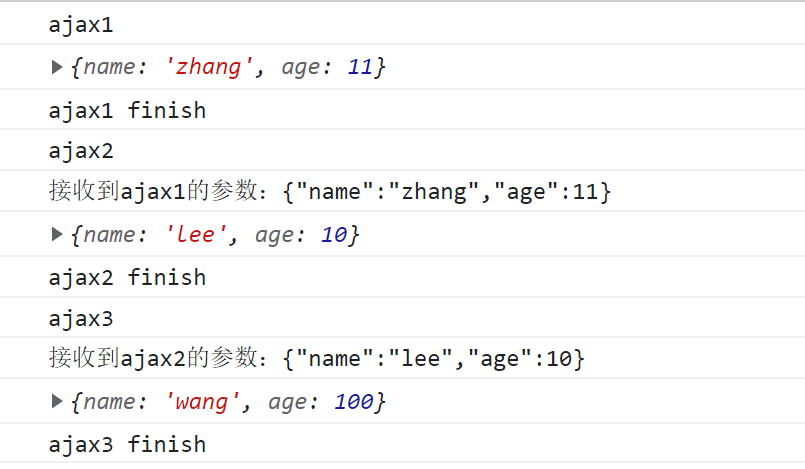 ajax1
{name: 'zhang', age: 11}
ajax1 finish
ajax2
接收到ajax1的参数：{"name":"zhang","age":11}
{name: 'lee', age: 10}
ajax2 finish
ajax3
接收到ajax2的参数：{"name":"lee","age":10}
{name: 'wang', age: 100}
ajax3 finish